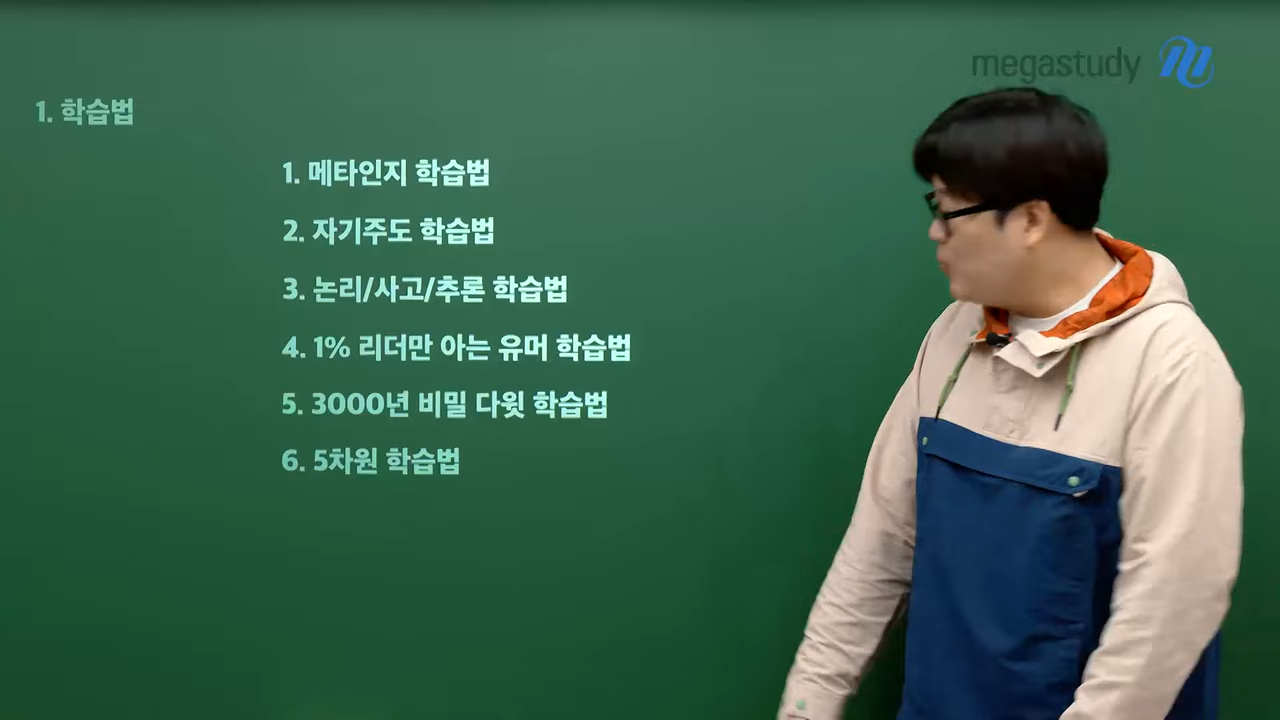 megastudy
1. 학습법
1. 메타인지 학습법
2. 자기주도 학습법
3. 논리/사고/추론 학습법
4. 1% 리더만 아는 유머 학습법
5. 3000년 비밀 다윗 학습법
6. 5차원 학습법